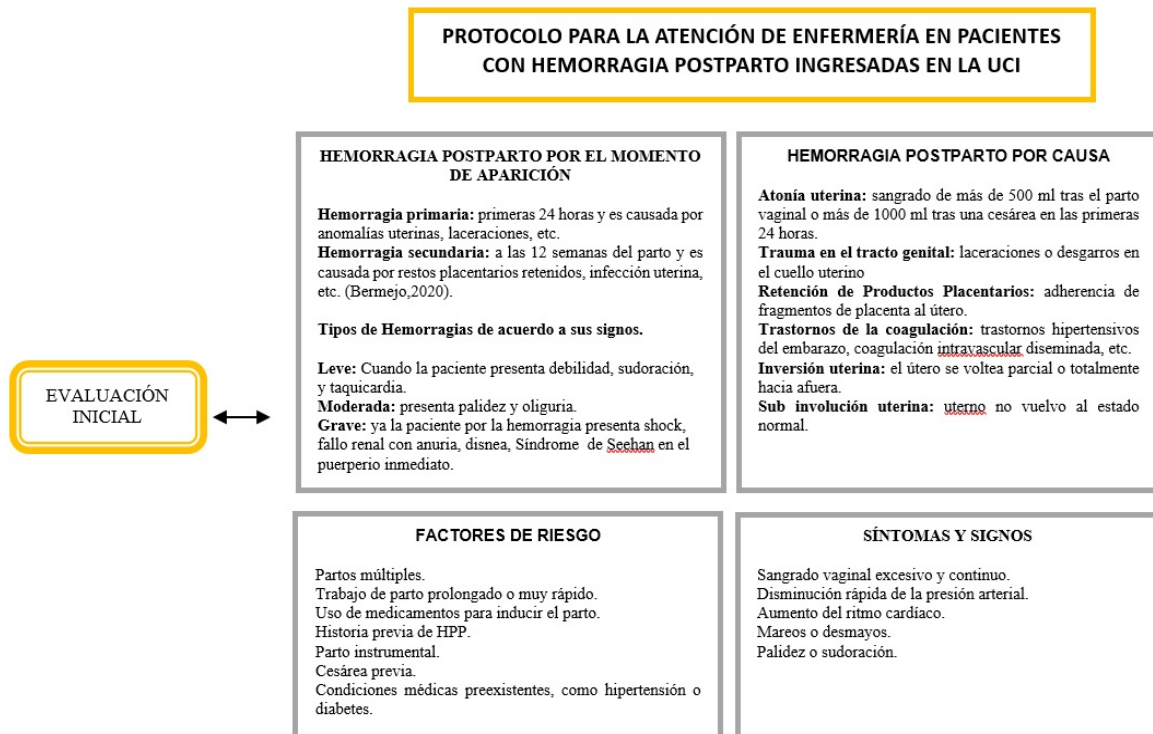 PROTOCOLO PARA LA ATENCIÓN DE ENFERMERÍA EN PACIENTES
CON HEMORRAGIA POSTPARTO INGRESADAS EN LA UCI
EVALUACIÓN
INICIAL
HEMORRAGIA POSTPARTO POR EL MOMENTO
DE APARICIÓN
Hemorragia primaria: primeras 24 horas y es causada por
anomalías uterinas, laceraciones, etc.
Hemorragia secundaria: a las 12 semanas del parto y es
causada por restos placentarios retenidos, infección uterina,
etc. (Bermejo,2020).
Tipos de Hemorragias de acuerdo a sus signos.
Leve: Cuando la paciente presenta debilidad, sudoración,
y taquicardia.
Moderada: presenta palidez y oliguria.
Grave: ya la paciente por la hemorragia presenta shock,
fallo renal con anuria, disnea, Síndrome de Seehan en el
puerperio inmediato.
HEMORRAGIA POSTPARTO POR CAUSA
Atonía uterina: sangrado de más de 500 ml tras el parto
vaginal o más de 1000 ml tras una cesárea en las primeras
24 horas.
Trauma en el tracto genital: laceraciones o desgarros en
el cuello uterino
Retención de Productos Placentarios: adherencia de
fragmentos de placenta al útero.
Trastornos de la coagulación: trastornos hipertensivos
del embarazo, coagulación intravascular diseminada, etc.
Inversión uterina: el útero se voltea parcial o totalmente
hacia afuera.
Sub involución uterina: uterno no vuelvo al estado
normal.
FACTORES DE RIESGO
Partos múltiples.
Trabajo de parto prolongado o muy rápido.
Uso de medicamentos para inducir el parto.
Historia previa de HPP.
Parto instrumental.
Cesárea previa.
Condiciones médicas preexistentes, como hipertensión o
diabetes.
SÍNTOMAS Y SIGNOS
Sangrado vaginal excesivo y continuo.
Disminución rápida de la presión arterial.
Aumento del ritmo cardíaco.
Mareos o desmayos.
Palidez o sudoración.